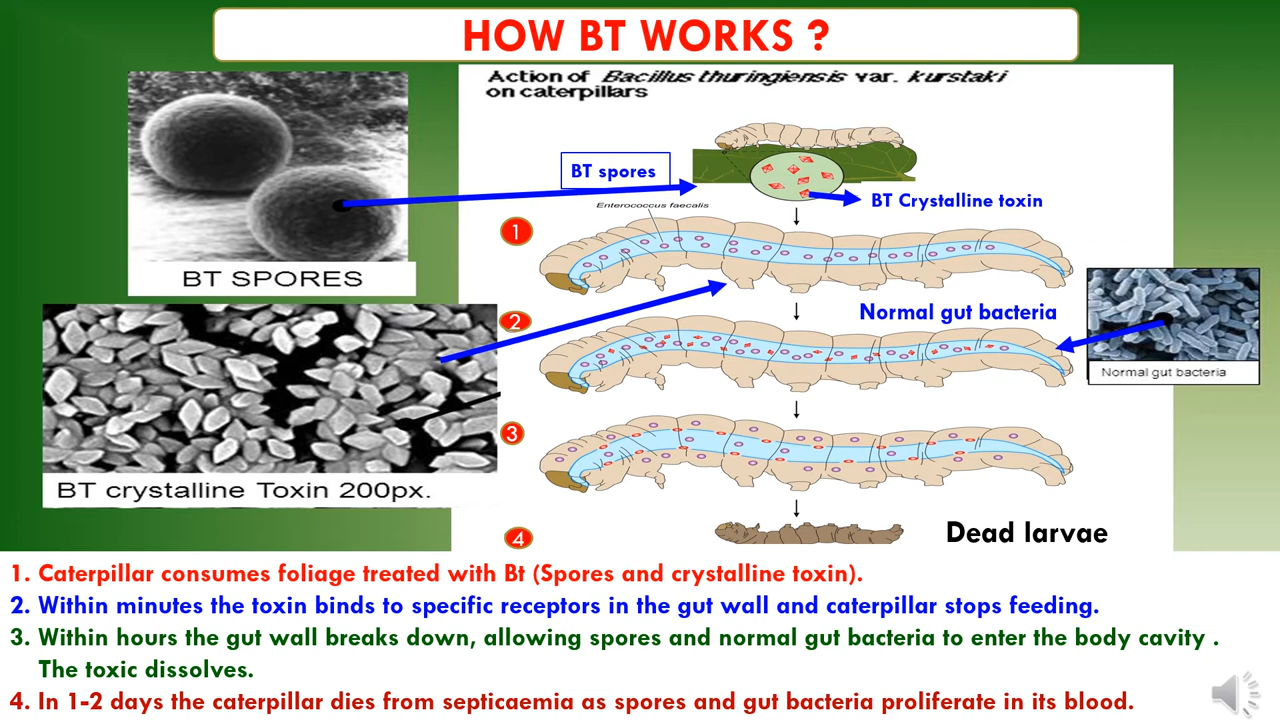 HOW BT WORKS ?
Action of Bacillus thuringiensis var. kurstaki
on caterpillars
BT spores
BT Crystalline toxin
Enterococcus faecalis
BT SPORES
1
2
Normal gut bacteria
Normal gut bacteria
3
BT crystalline Toxin 200px.
4
Dead larvae
1. Caterpillar consumes foliage treated with Bt (Spores and crystalline toxin).
2. Within minutes the toxin binds to specific receptors in the gut wall and caterpillar stops feeding.
3. Within hours the gut wall breaks down, allowing spores and normal gut bacteria to enter the body cavity .
The toxic dissolves.
4. In 1-2 days the caterpillar dies from septicaemia as spores and gut bacteria proliferate in its blood.